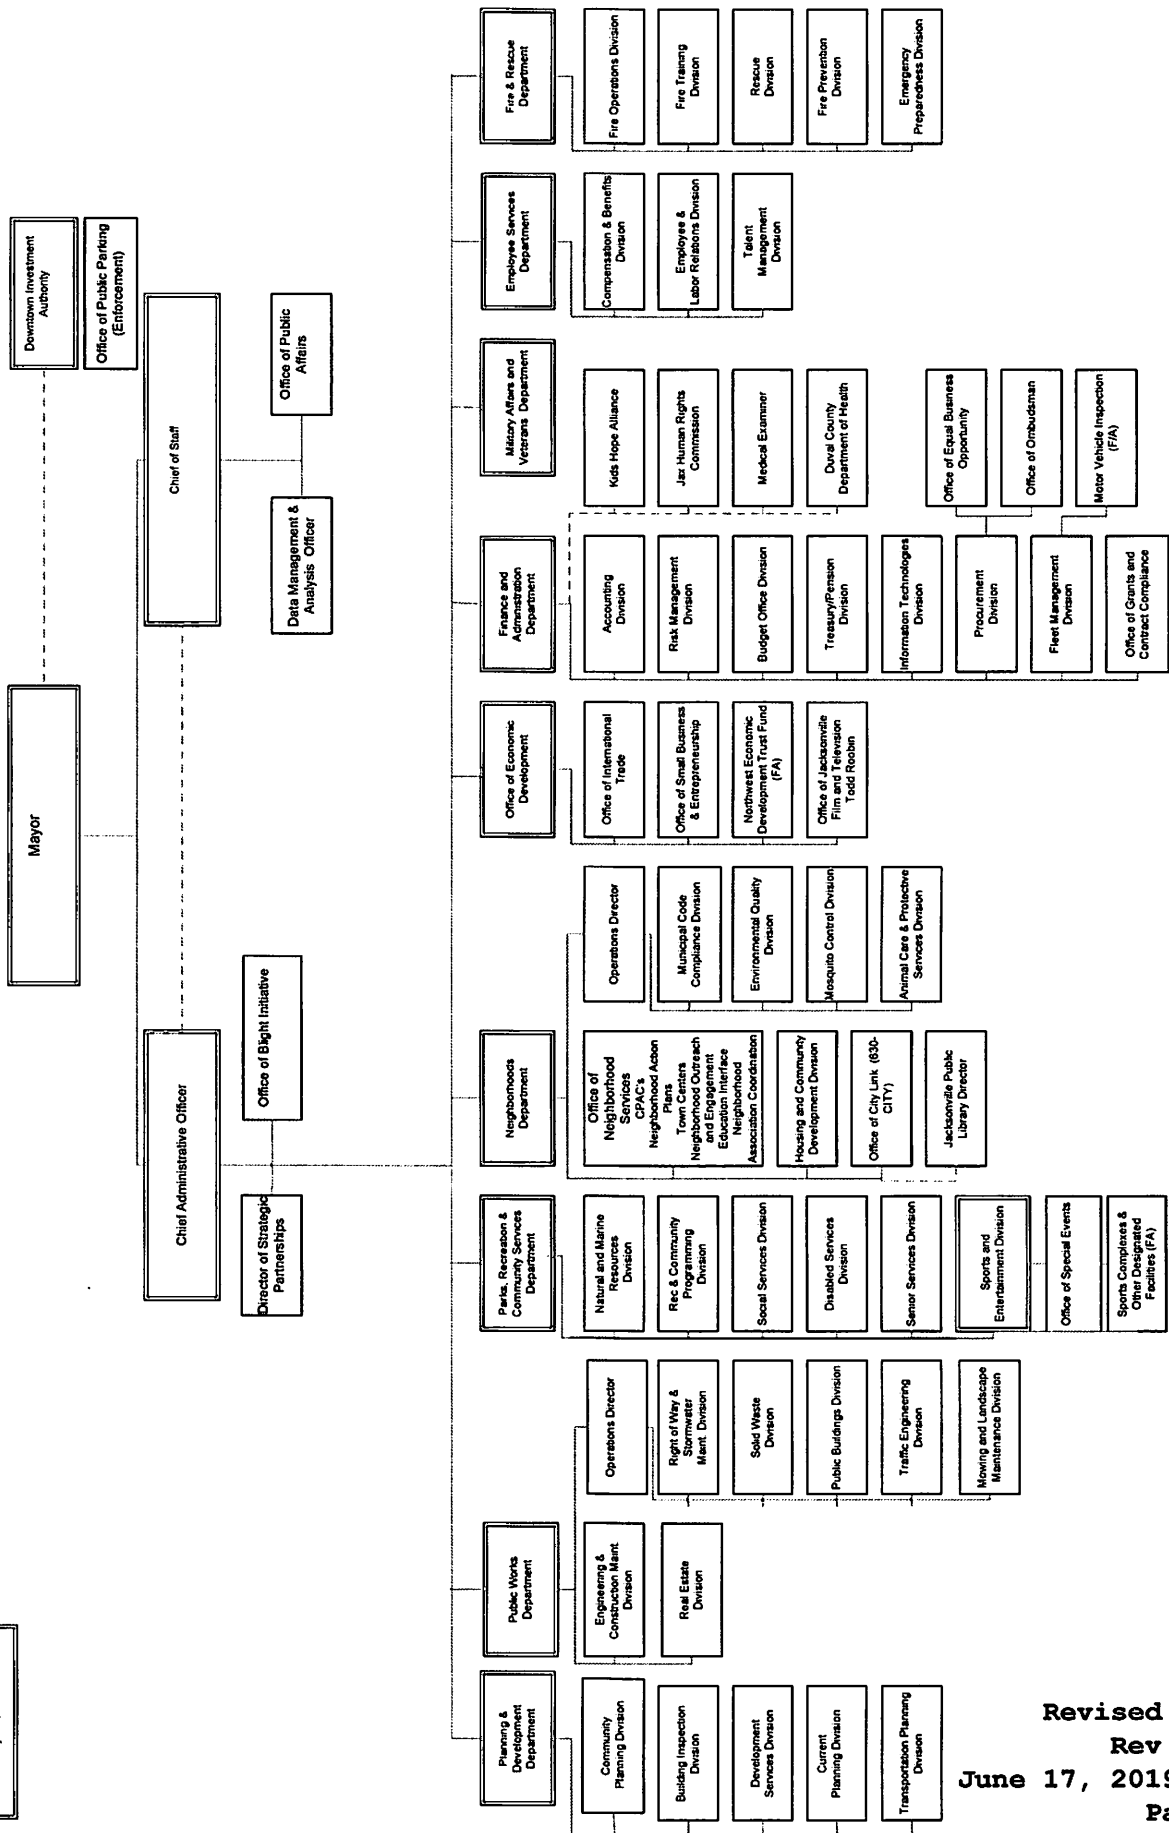 Mayor
Downtown Investment
Authority
Office of Public Parking
(Enforcement)
Chief Administrative Officer
Chief of Staff
Director of Strategic
Partnerships
Office of Blight Initiative
Data Management &
Analysis Officer
Office of Public
Affairs
Planning &
Development
Department
Community
Planning Division
Building Inspection
Division
Development
Services Division
Current
Planning Division
Transportation Planning
Division
Public Works
Department
Engineering &
Construction Maint
Division
Real Estate
Division
Operations Director
Right of Way &
Stormwater
Maint. Division
Solid Waste
Division
Public Buildings Division
Traffic Engineering
Division
Mowing and Landscape
Maintenance Division
Parks, Recreation &
Community Services
Department
Natural and Marine
Resources
Division
Rec & Community
Programming
Division
Social Services Division
Disabled Services
Division
Senior Services Division
Sports and
Entertainment Division
Office of Special Events
Sports Complexes &
Other Designated
Facilities (FA)
Neighborhoods
Department
Office of
Neighborhood
Services
CPAC's
Neighborhood Action
Plans
Town Centers
Neighborhood Outreach
and Engagement
Education Interface
Neighborhood
Association Coordination
Housing and Community
Development Division
Office of City Link (630-
CITY)
Jacksonville Public
Library Director
Operations Director
Municipal Code
Compliance Division
Environmental Quality
Division
Mosquito Control Division
Animal Care & Protective
Services Division
Office of Economic
Development
Office of International
Trade
Office of Small Business
& Entrepreneurship
Northwest Economic
Development Trust Fund
(FA)
Office of Jacksonville
Film and Television
Todd Roobin
Finance and
Administration
Department
Accounting
Division
Risk Management
Division
Budget Office Division
Treasury/Pension
Division
Information Technologies
Division
Procurement
Division
Fleet Management
Division
Office of Grants and
Contract Compliance
Kids Hope Alliance
Jax Human Rights
Commission
Medical Examiner
Duval County
Department of Health
Office of Equal Business
Opportunity
Office of Ombudsman
Motor Vehicle Inspection
(F/A)
Military Affairs and
Veterans Department
Employee Services
Department
Compensation & Benefits
Division
Employee &
Labor Relations Division
Talent
Management
Division
Fire & Rescue
Department
Fire Operations Division
Fire Training
Division
Rescue
Division
Fire Prevention
Division
Emergency
Preparedness Division
Revised
Rev
June 17, 2019
Pa